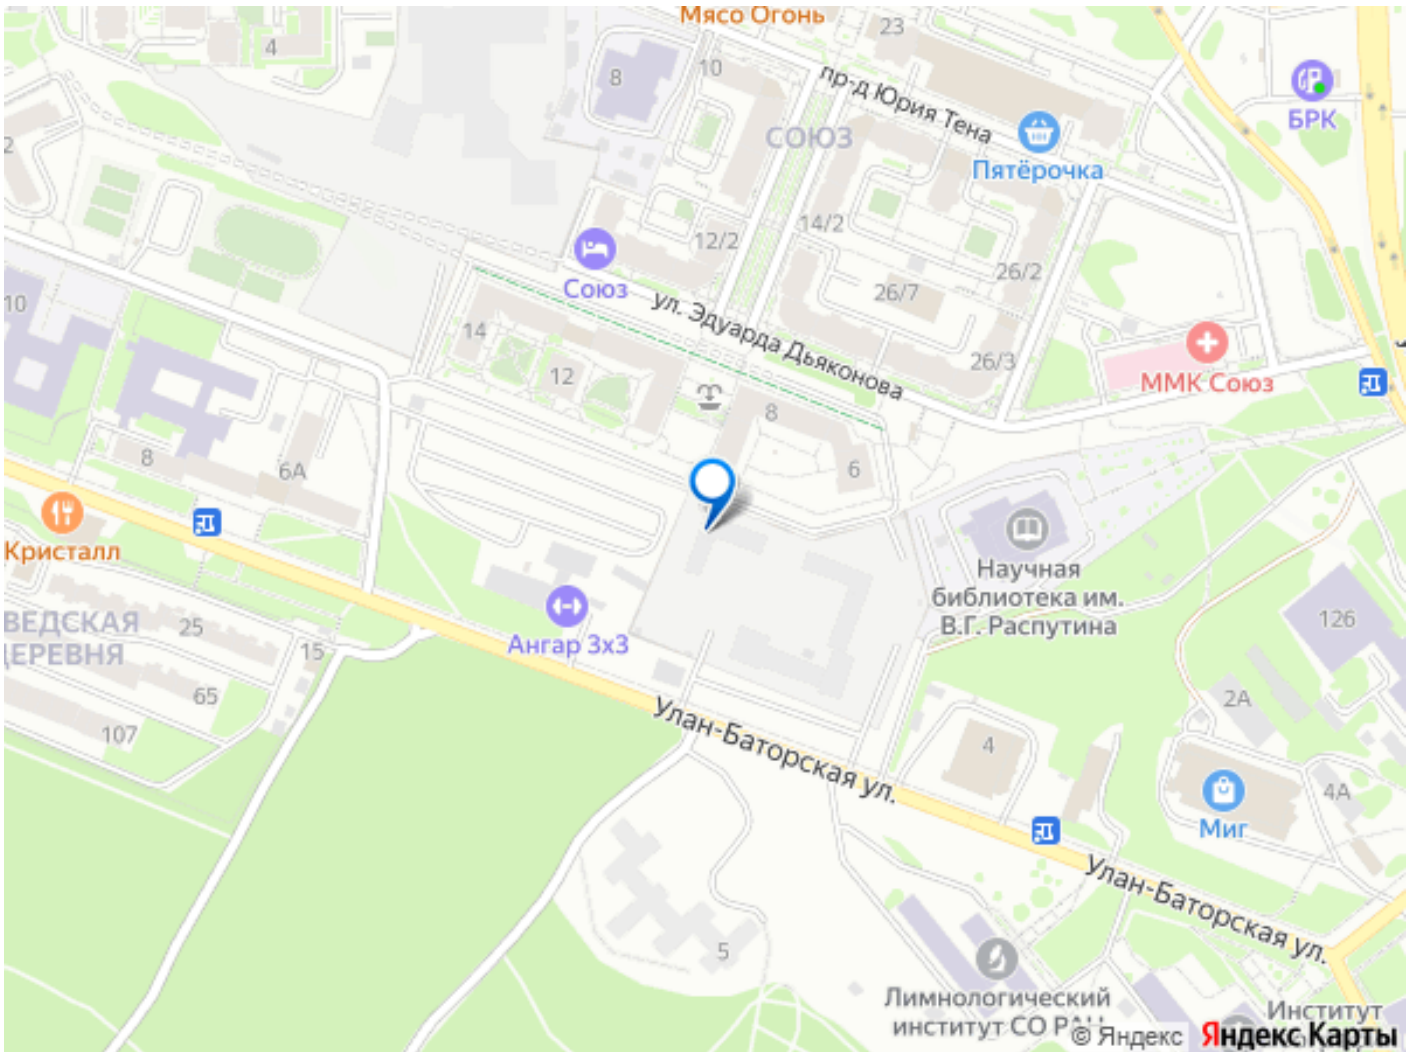 Мясо Огонь
23
4
8
10
пр-д Юрия Тена
БРК
СОЮЗ
Пятёрочка
2
12/2
14/2
Союз
26/2
26/7
ул. Эдуарда Дьяконова
10
14
26/3
12
ММК Союз
8
8
6А
6
Кристалл
Научная
библиотека им.
В.Г. Распутина
Ангар 3х3
ВЕДСКАЯ
ДЕРЕВНЯ
25
15
126
65
107
2А
Улан-Баторская ул.
4
Миг
4А
Улан-Баторская ул.
5
Лимнологический
институт СО РАН
Институт
© Яндекс
Яндекс Карты